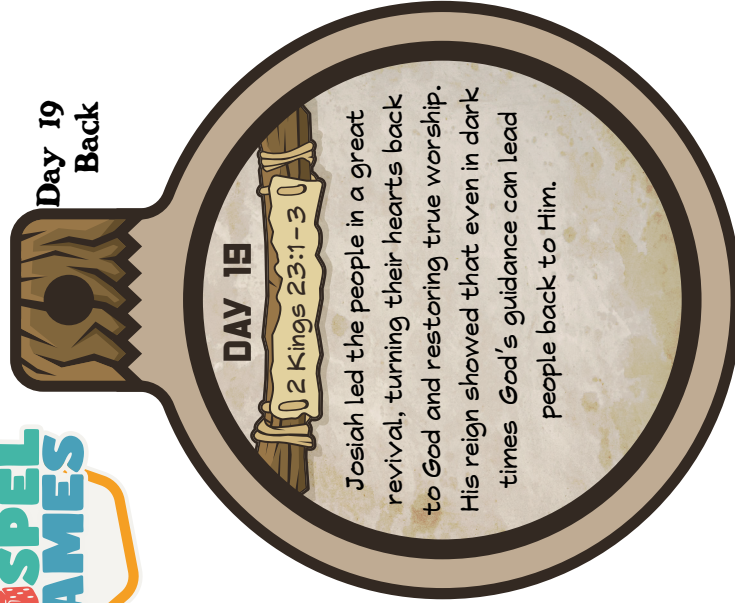 Day 19
Back
DAY 19
2 Kings 23:1-3
Josiah led the people in a great
revival, turning their hearts back
to God and restoring true worship.
His reign showed that even in dark
times God's guidance can lead
people back to Him.
SPEL
AMES